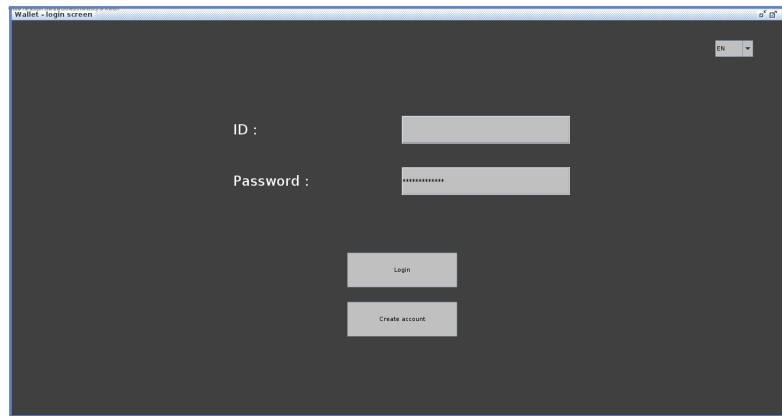 Wallet - login screen
EN
ID :
Password :
*************
Login
Create account